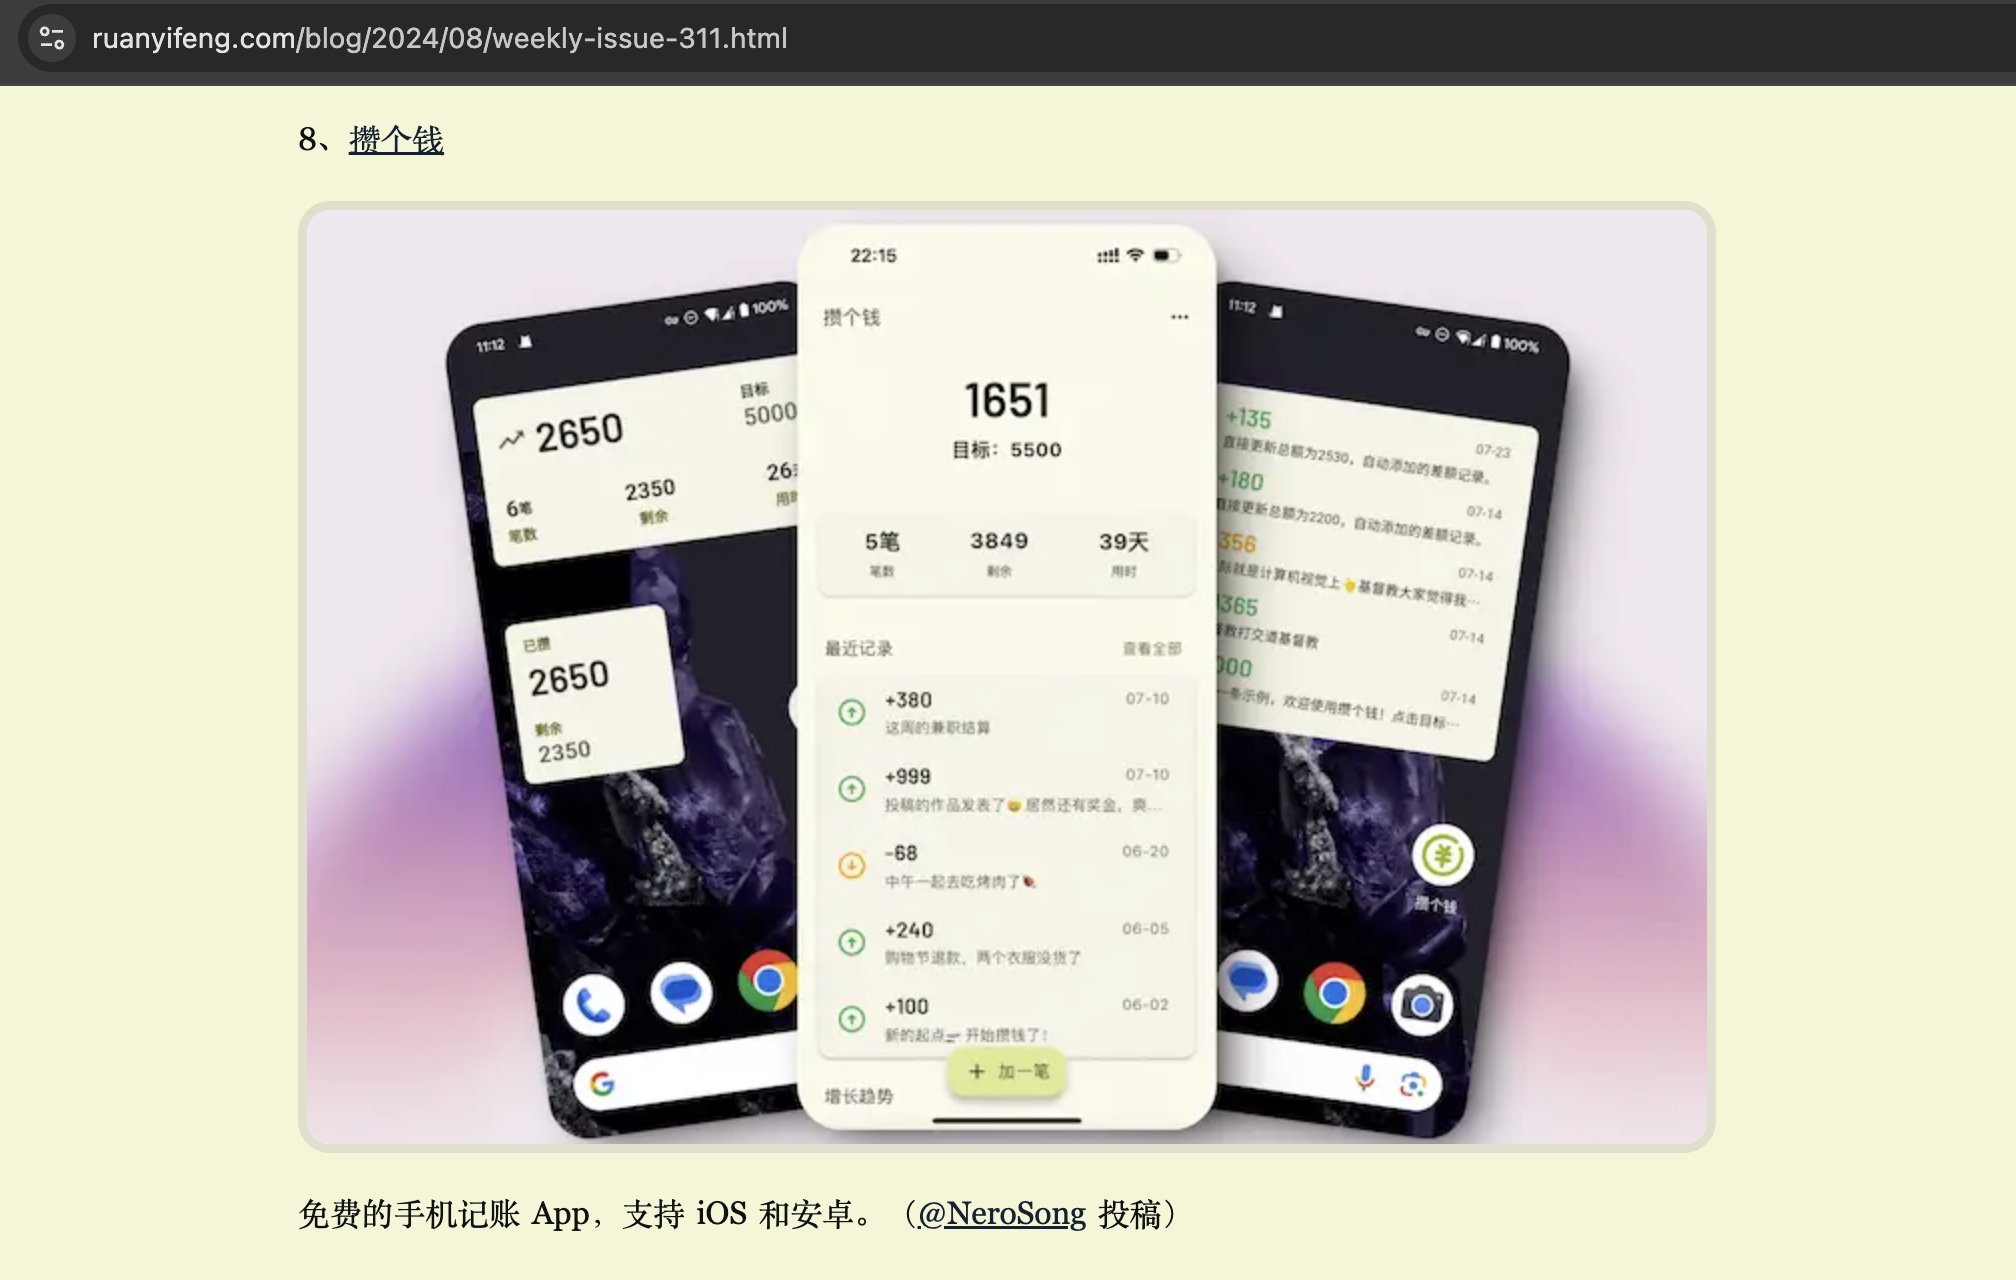 ruanyifeng.com/blog/2024/08/weekly-issue-311.html
8、攒个钱
11:12
100%
2650
目标
5000
6笔
笔数
2350
剩余
用时
已攒
2650
剩余
2350
22:15
攒个钱
1651
目标：5500
5笔
笔数
3849
剩余
39天
用时
最近记录
查看全部
+380
07-10
这周的兼职结算
+999
07-10
投稿的作品发表了😄居然还有奖金，爽...
-68
06-20
中午一起去吃烤肉了
+240
06-05
购物节退款，两个衣服没货了
+100
06-02
新的起点 开始攒钱了！
+ 加一笔
增长趋势
11:12
100%
+135
07-23
直接更新总额为2530，自动添加的差额记录。
+180
07-14
直接更新总额为2200，自动添加的差额记录。
356
07-14
际就是计算机视觉上👆基督教大家觉得我…
365
07-14
教打交道基督教
000
07-14
一条示例，欢迎使用攒个钱！点击目标…
攒个钱
免费的手机记账 App，支持 iOS 和安卓。（@NeroSong 投稿）